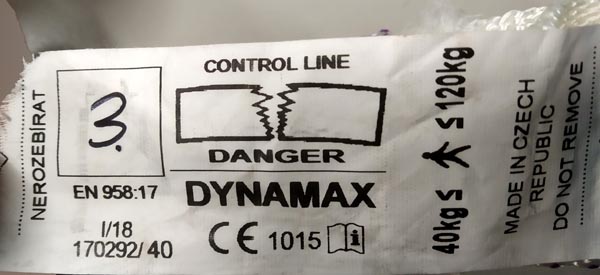 NEROZEBÍRAT
3.
EN 958:17
I/18
170292/ 40
CONTROL LINE
DANGER
DYNAMAX
CE 1015 i
40kg ≤ ≤ 120kg
MADE IN CZECH
REPUBLIC
DO NOT REMOVE